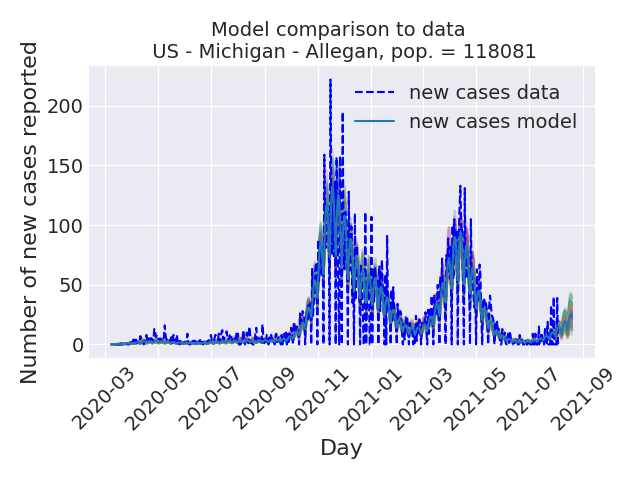 Model comparison to data
US - Michigan - Allegan, pop. = 118081
Number of new cases reported
200
150
100
50
0
new cases data
new cases model
2020-03
2020-05
2020-07
2020-09
2020-11
2021-01
2021-03
2021-05
2021-07
2021-09
Day